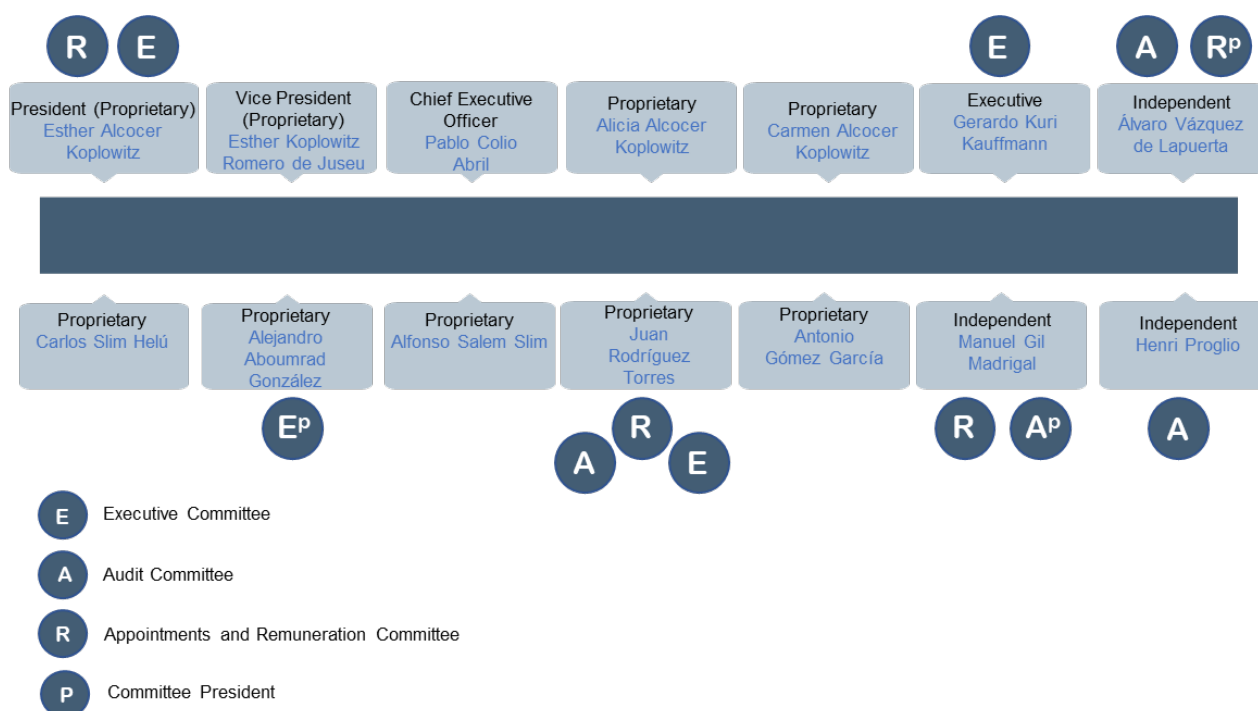 R E E A Rᵖ
President (Proprietary)
Esther Alcocer
Koplowitz
Vice President
(Proprietary)
Esther Koplowitz
Romero de Juseu
Chief Executive
Officer
Pablo Colio
Abril
Proprietary
Alicia Alcocer
Koplowitz
Proprietary
Carmen Alcocer
Koplowitz
Executive
Gerardo Kuri
Kauffmann
Independent
Álvaro Vázquez
de Lapuerta
Proprietary
Carlos Slim Helú
Proprietary
Alejandro
Aboumrad
González
Proprietary
Alfonso Salem Slim
Proprietary
Juan
Rodríguez
Torres
Proprietary
Antonio
Gómez García
Independent
Manuel Gil
Madrigal
Independent
Henri Proglio
Eᵖ A R E R Aᵖ A
E Executive Committee
A Audit Committee
R Appointments and Remuneration Committee
P Committee President